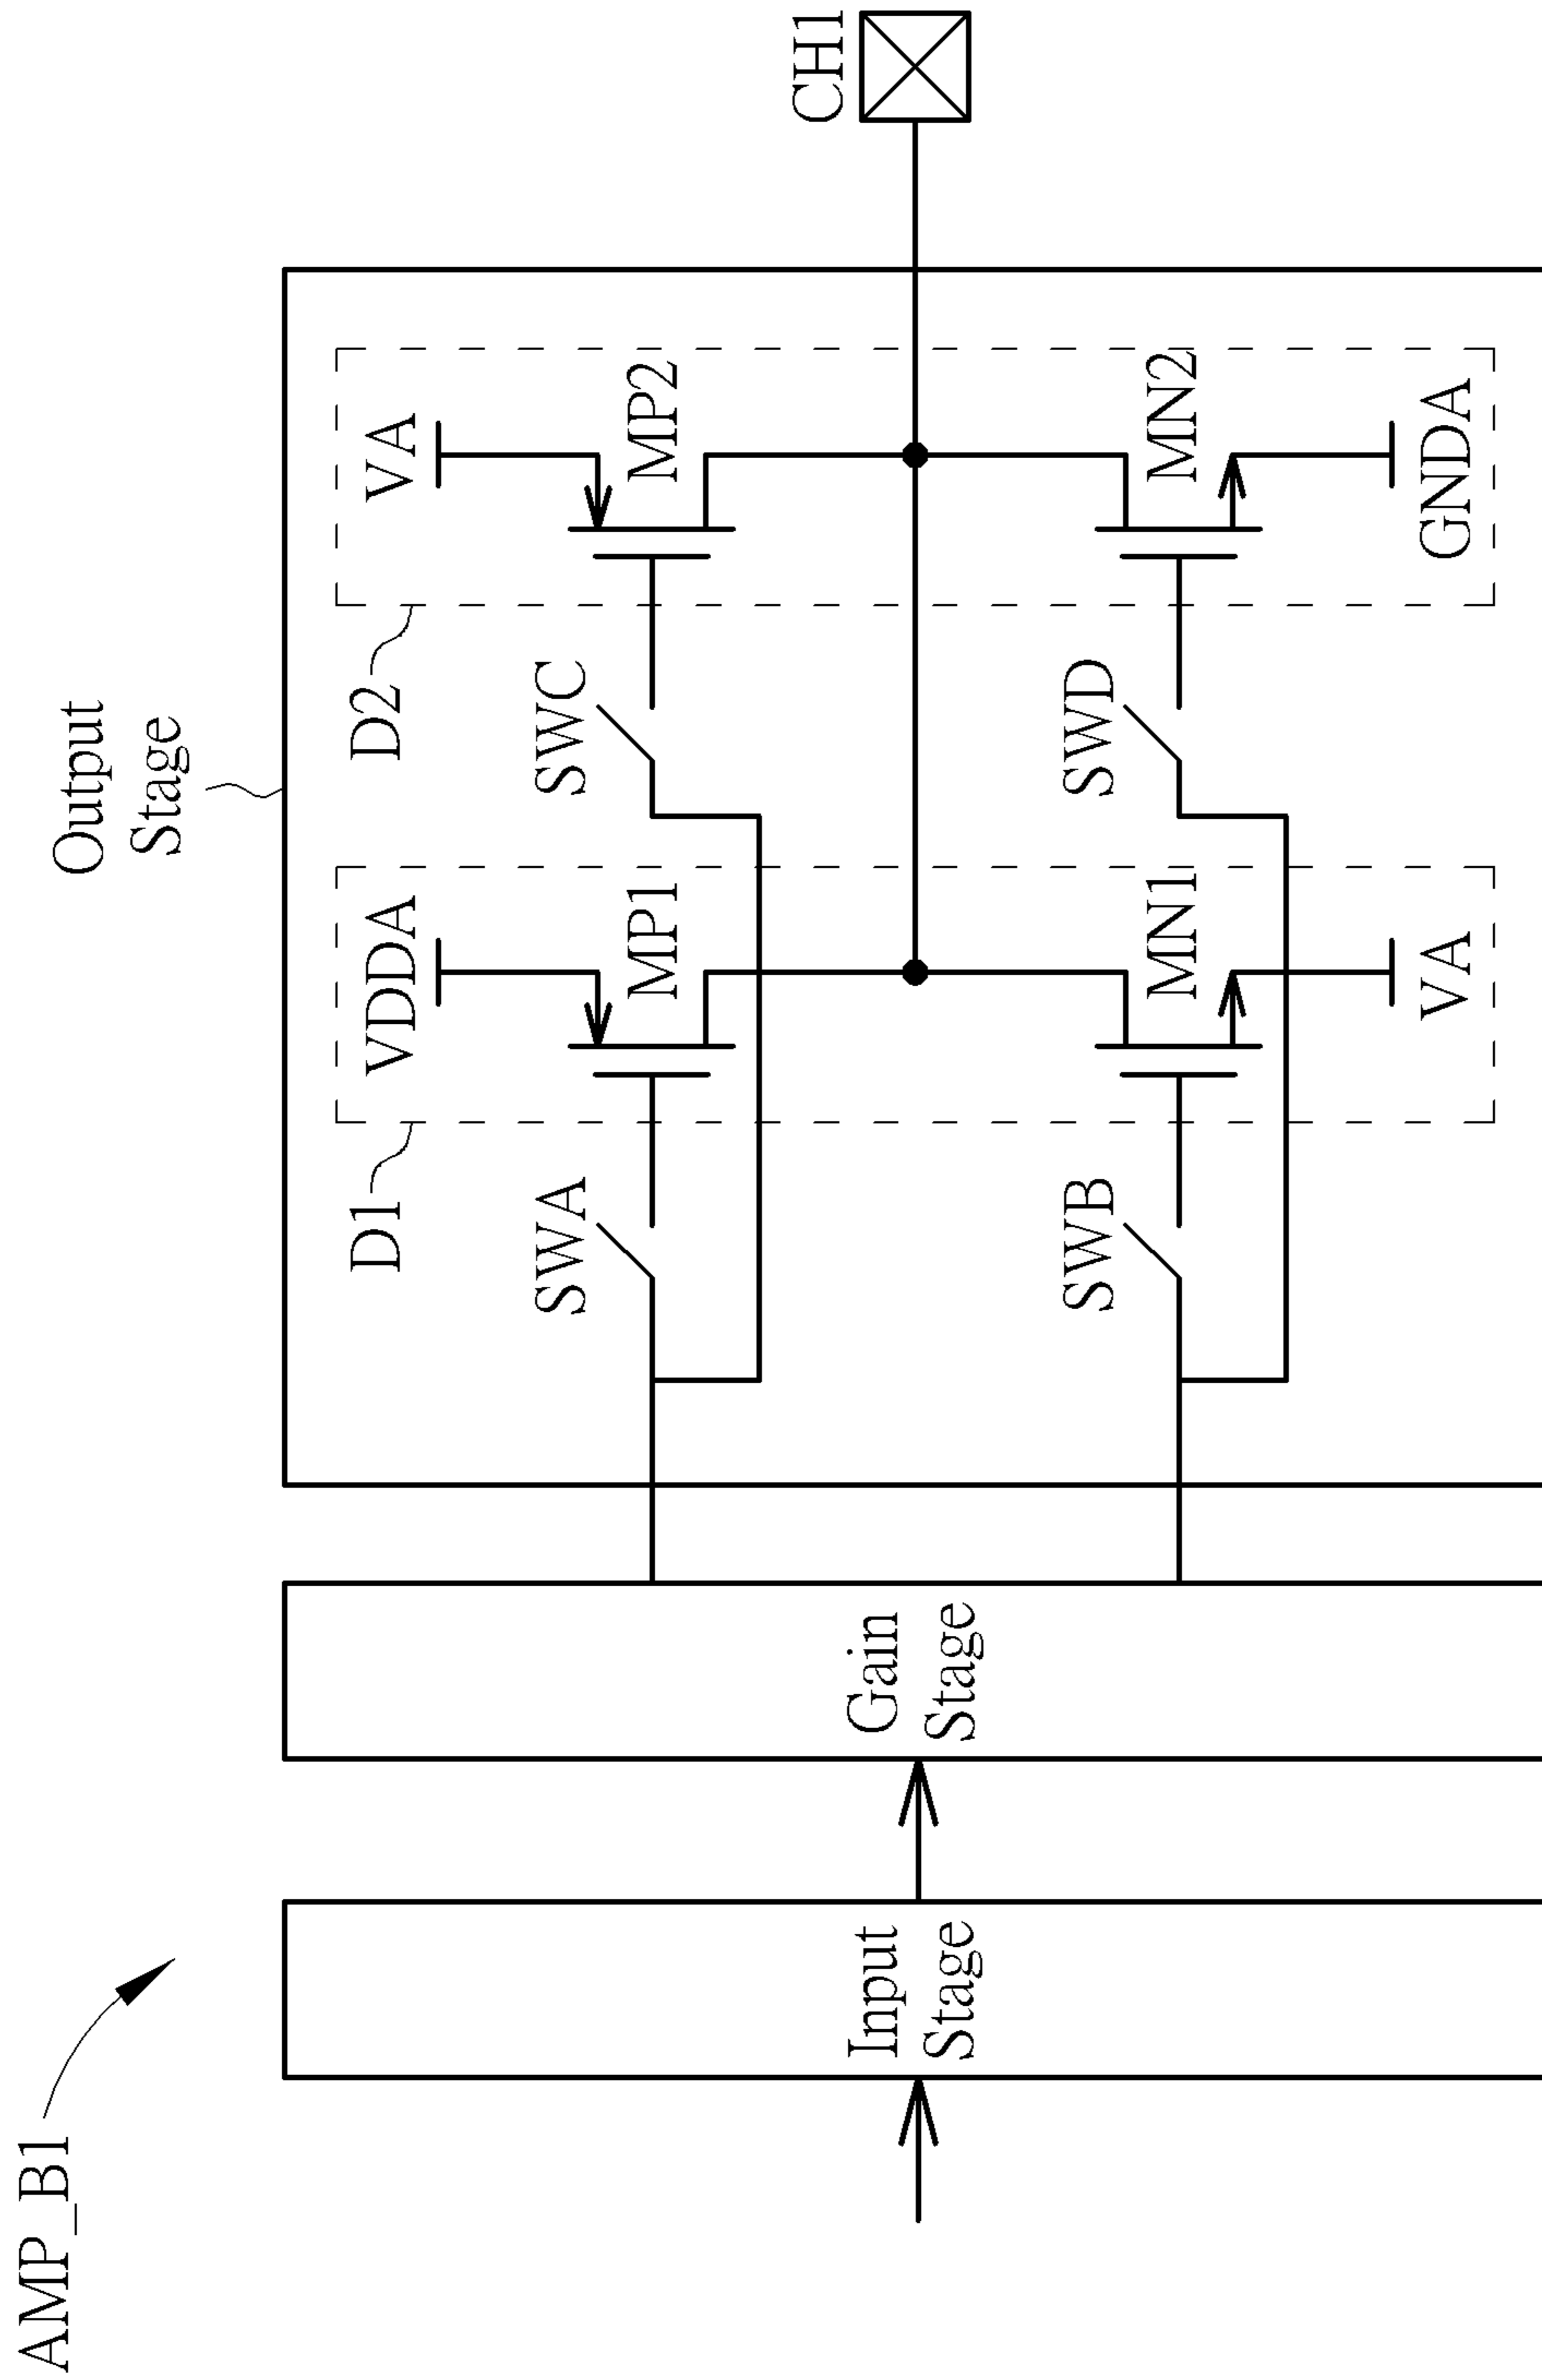 AMP_B1
Output
Stage
D1
VDDA
D2
VA
SWA
MP1
SWC
MP2
CH1
Input
Stage
Gain
Stage
SWB
MN1
SWD
MN2
VA
GNDA